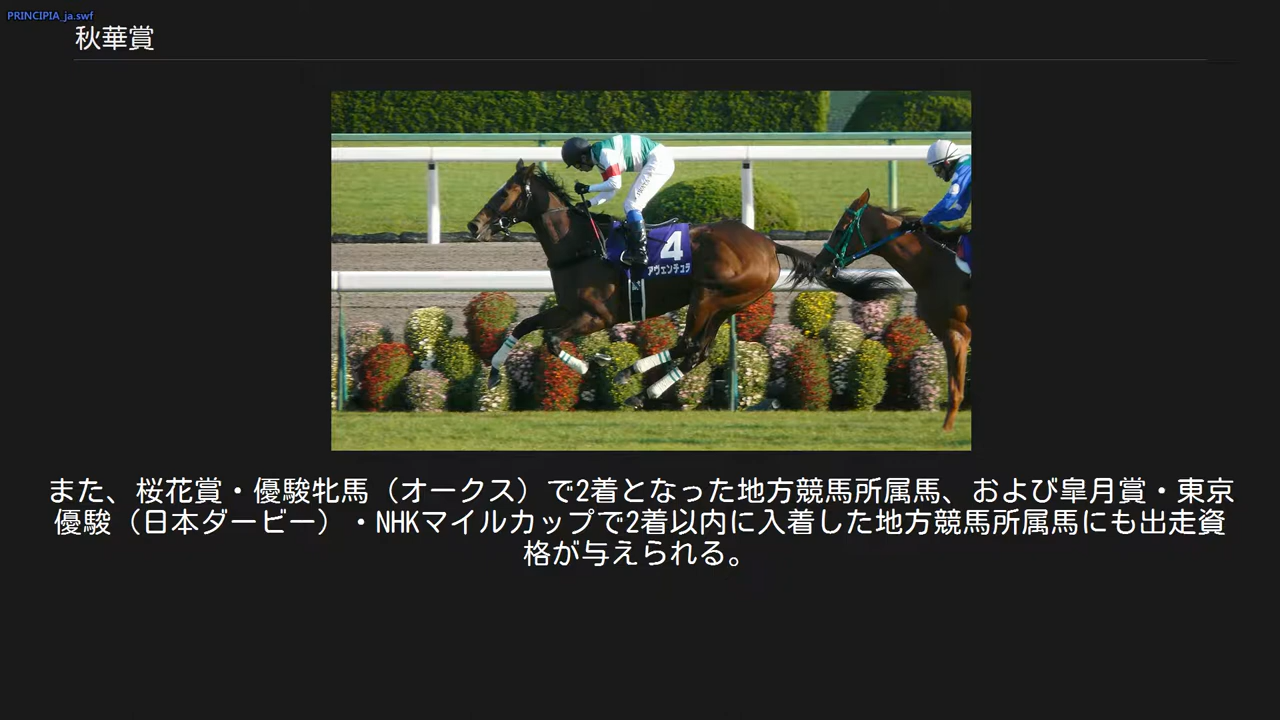 PRINCIPIA_ja.swf
秋華賞
4
アヴェンチュラ
また、桜花賞・優駿牝馬（オークス）で2着となった地方競馬所属馬、および皐月賞・東京
優駿（日本ダービー）・NHKマイルカップで2着以内に入着した地方競馬所属馬にも出走資
格が与えられる。